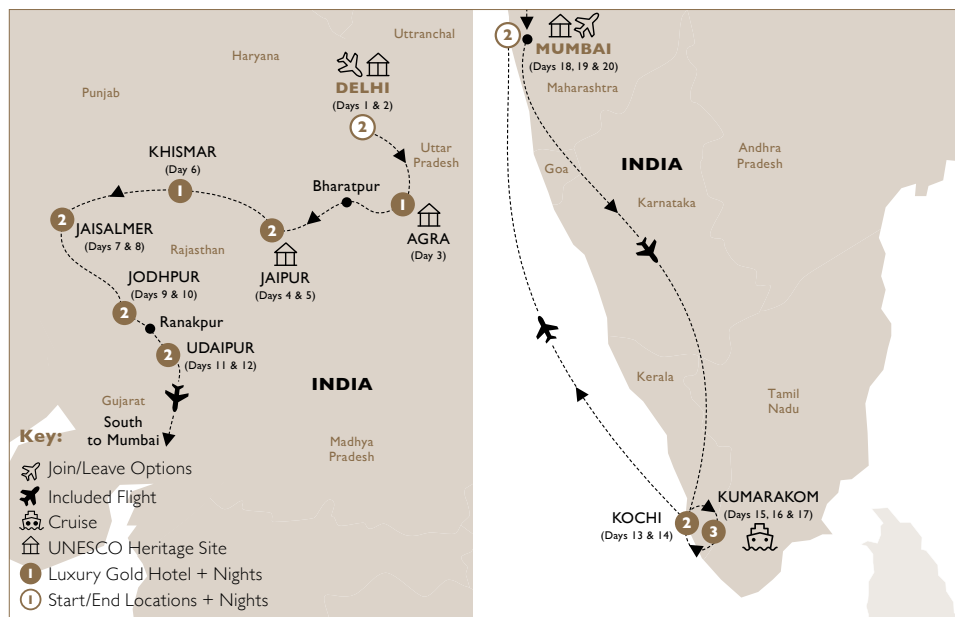 Uttranchal
Haryana
Punjab
DELHI
(Days 1 & 2)
2
Uttar
Pradesh
KHISMAR
(Day 6)
1
Bharatpur
1
AGRA
(Day 3)
2
JAISALMER
(Days 7 & 8)
Rajasthan
2
JAIPUR
(Days 4 & 5)
JODHPUR
(Days 9 & 10)
2
Ranakpur
2
UDAIPUR
(Days 11 & 12)
INDIA
Gujarat
South
to Mumbai
Madhya
Pradesh
Key:
Join/Leave Options
Included Flight
Cruise
UNESCO Heritage Site
1 Luxury Gold Hotel + Nights
1 Start/End Locations + Nights
2
MUMBAI
(Days 18, 19 & 20)
Maharashtra
Andhra
Pradesh
INDIA
Goa
Karnataka
Kerala
Tamil
Nadu
KUMARAKOM
(Days 15, 16 & 17)
KOCHI
(Days 13 & 14)
2
3